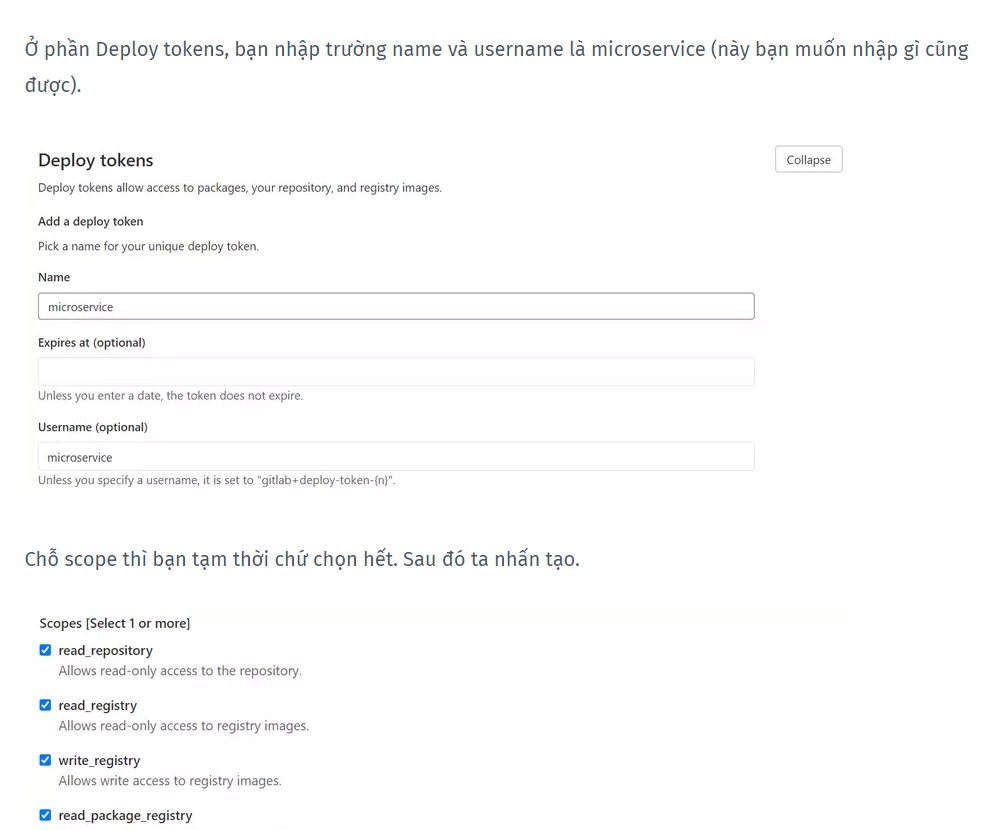 Ở phần Deploy tokens, bạn nhập trường name và username là microservice (này bạn muốn nhập gì cũng
được).
Deploy tokens
Collapse
Deploy tokens allow access to packages, your repository, and registry images.
Add a deploy token
Pick a name for your unique deploy token.
Name
microservice
Expires at (optional)
Unless you enter a date, the token does not expire.
Username (optional)
microservice
Unless you specify a username, it is set to "gitlab+deploy-token-{n}".
Chỗ scope thì bạn tạm thời chứ chọn hết. Sau đó ta nhấn tạo.
Scopes [Select 1 or more]
read_repository
Allows read-only access to the repository.
read_registry
Allows read-only access to registry images.
write_registry
Allows write access to registry images.
read_package_registry